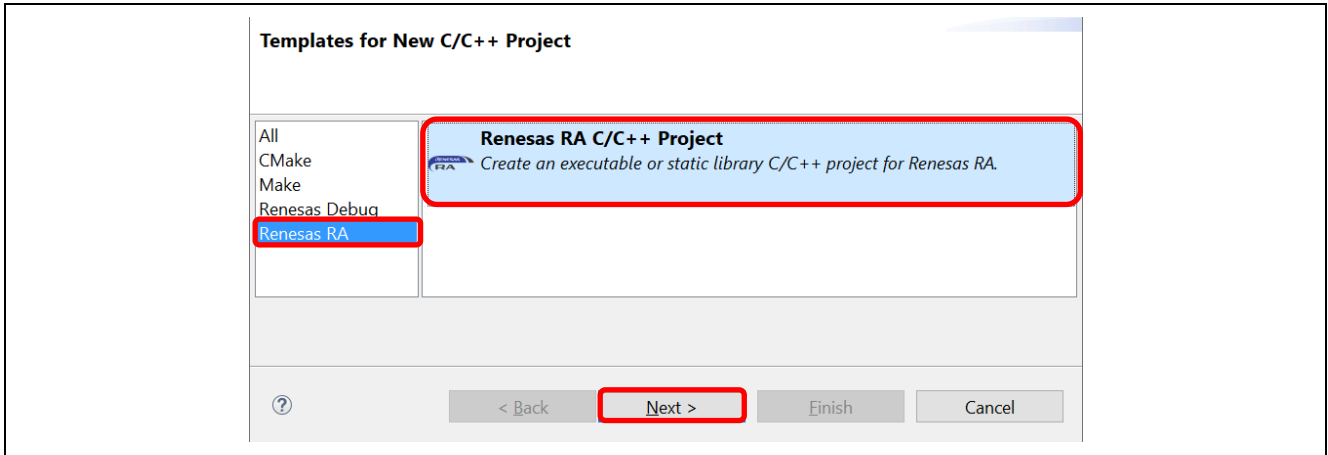 Templates for New C/C++ Project
All
CMake
Make
Renesas Debug
Renesas RA
Renesas RA C/C++ Project
RENESAS
RA
Create an executable or static library C/C++ project for Renesas RA.
?
< Back
Next >
Finish
Cancel